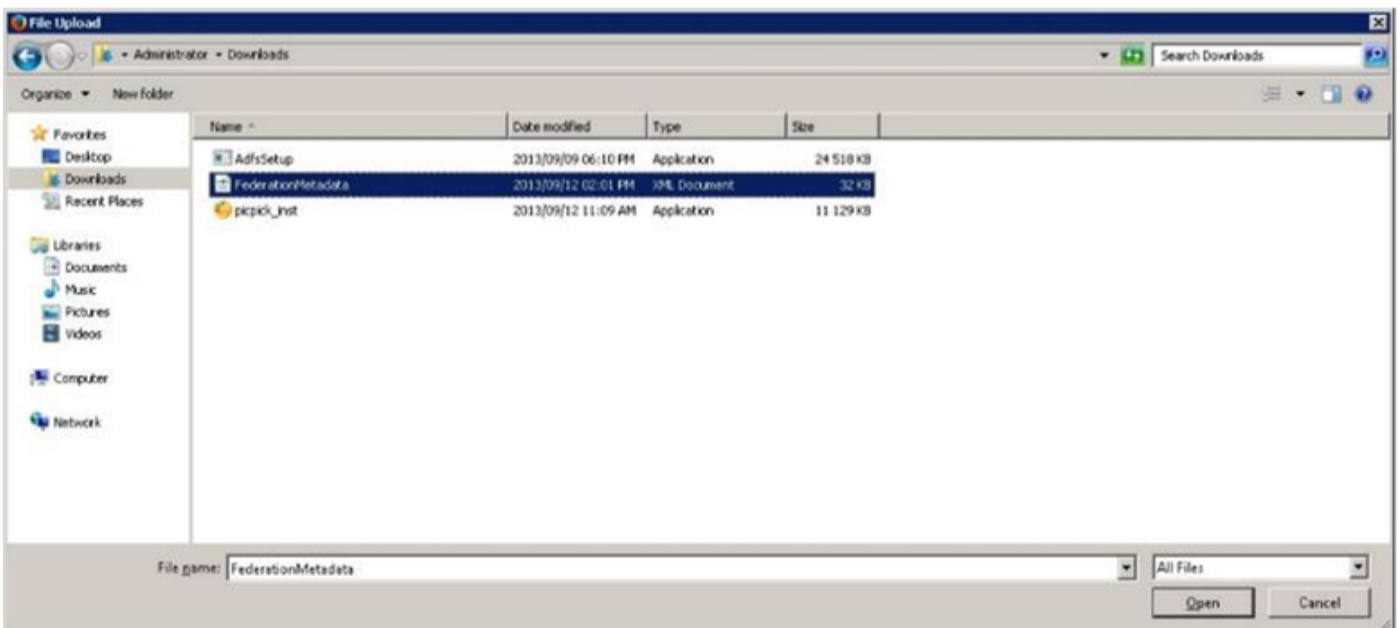 File Upload
Administrator Downloads Search Downloads
Organize New folder
Favorites
Desktop
Downloads
Recent Places
Libraries
Documents
Music
Pictures
Videos
Computer
Network
Name Date modified Type Size
AdfsSetup 2013/09/09 06:10 PM Application 24 518 KB
FederationMetadata 2013/09/12 02:01 PM XML Document 32 KB
picpick_inst 2013/09/12 11:09 AM Application 11 129 KB
File name: FederationMetadata All Files
Open Cancel